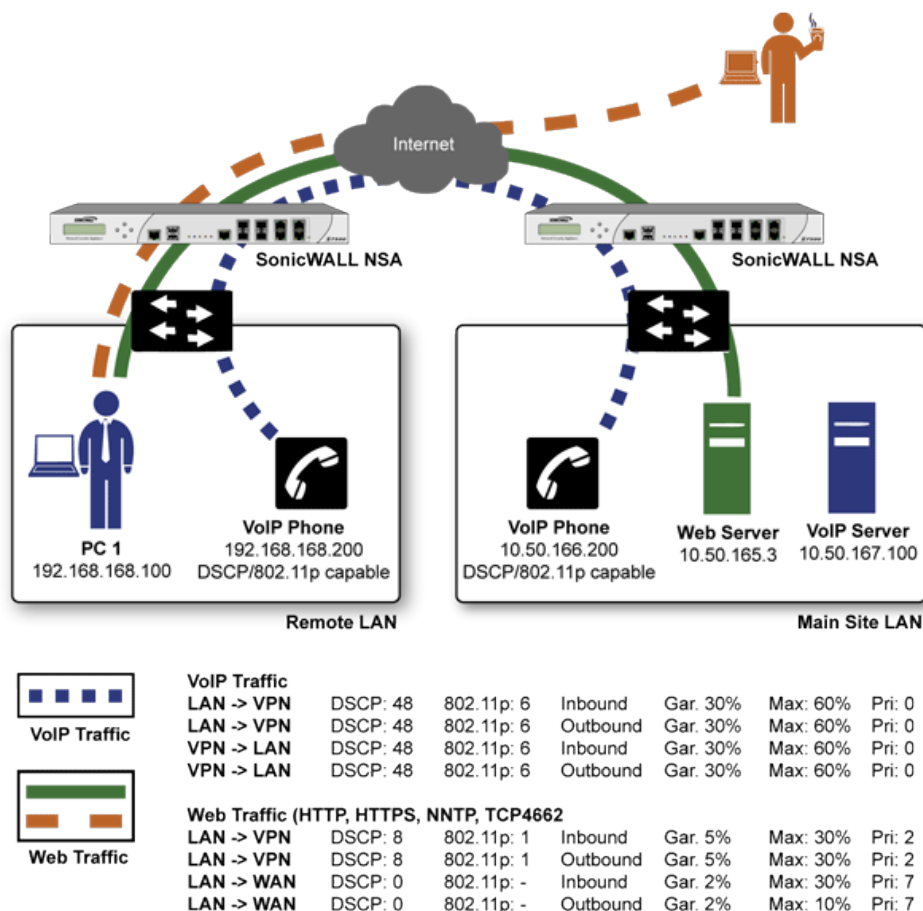 Internet
SonicWALL NSA
SonicWALL NSA
PC 1
192.168.168.100
VoIP Phone
192.168.168.200
DSCP/802.11p capable
Remote LAN
VoIP Phone
10.50.166.200
DSCP/802.11p capable
Web Server
10.50.165.3
VoIP Server
10.50.167.100
Main Site LAN
VoIP Traffic
Web Traffic
VoIP Traffic
LAN -> VPN DSCP: 48 802.11p: 6 Inbound Gar. 30% Max: 60% Pri: 0
LAN -> VPN DSCP: 48 802.11p: 6 Outbound Gar. 30% Max: 60% Pri: 0
VPN -> LAN DSCP: 48 802.11p: 6 Inbound Gar. 30% Max: 60% Pri: 0
VPN -> LAN DSCP: 48 802.11p: 6 Outbound Gar. 30% Max: 60% Pri: 0
Web Traffic (HTTP, HTTPS, NNTP, TCP4662
LAN -> VPN DSCP: 8 802.11p: 1 Inbound Gar. 5% Max: 30% Pri: 2
LAN -> VPN DSCP: 8 802.11p: 1 Outbound Gar. 5% Max: 30% Pri: 2
LAN -> WAN DSCP: 0 802.11p: - Inbound Gar. 2% Max: 30% Pri: 7
LAN -> WAN DSCP: 0 802.11p: - Outbound Gar. 2% Max: 10% Pri: 7